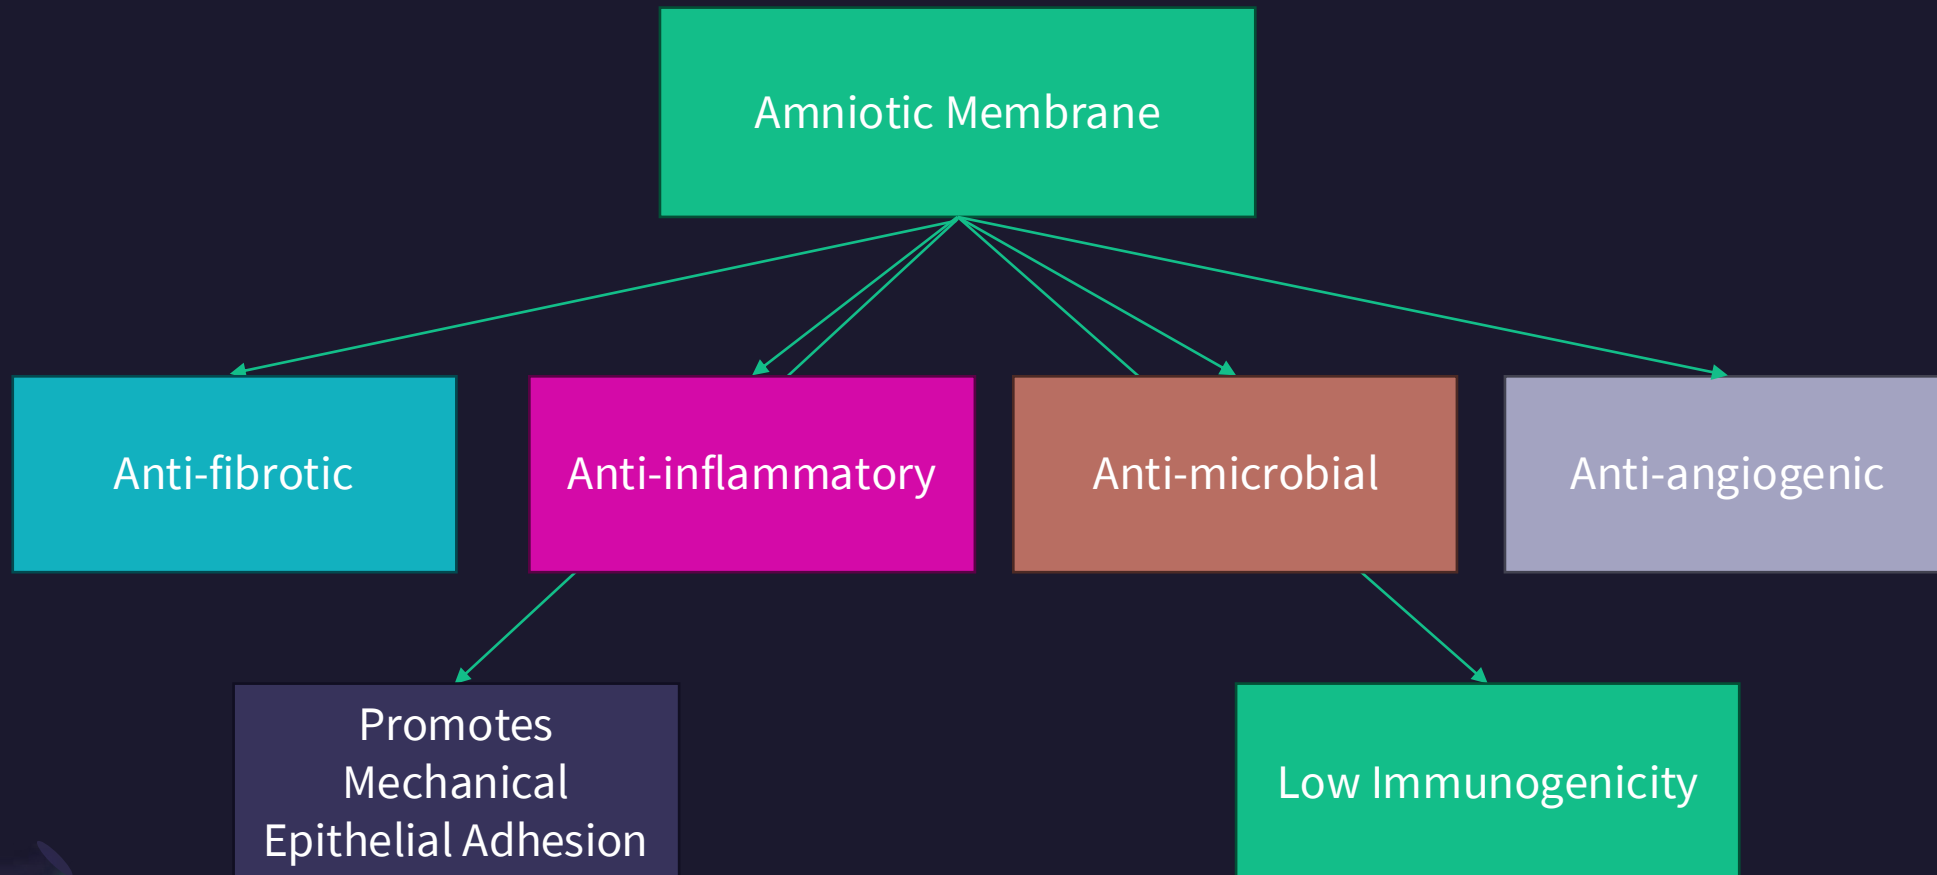 Amniotic Membrane
Anti-fibrotic
Anti-inflammatory
Anti-microbial
Anti-angiogenic
Promotes
Mechanical
Epithelial Adhesion
Low Immunogenicity